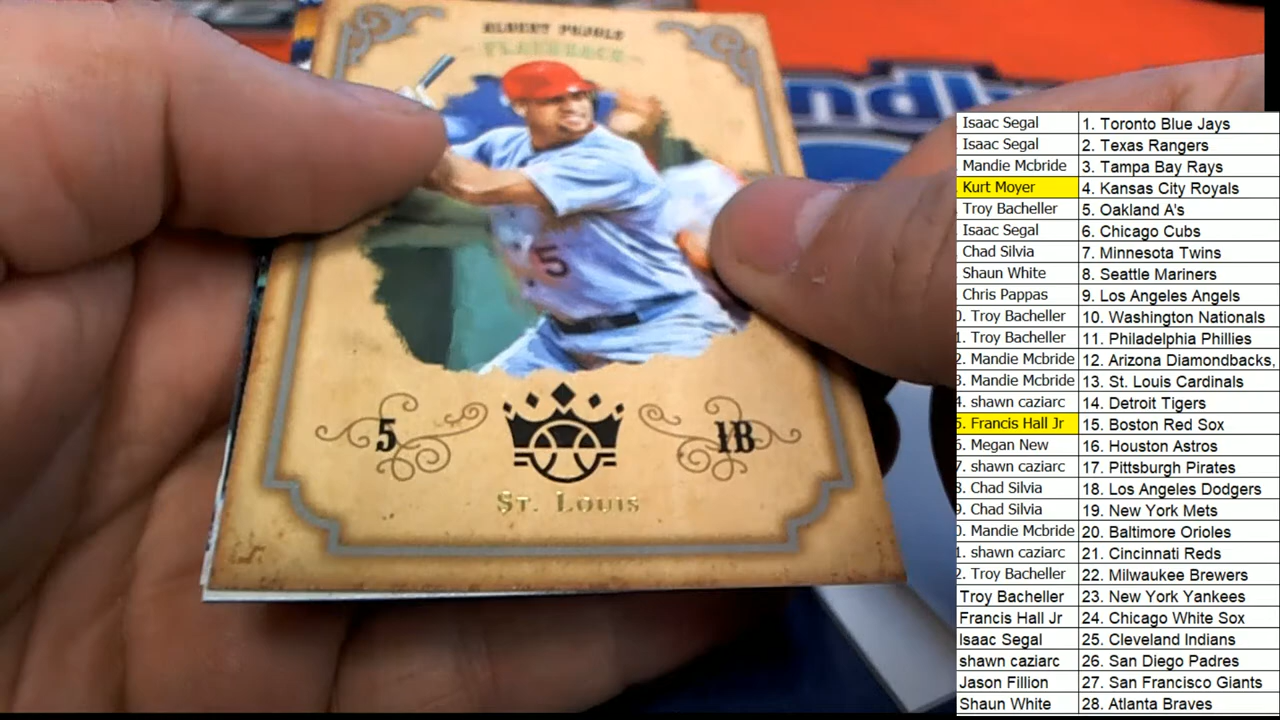 ALBERT PUJOLS
FLASHBACK
5
5
1B
ST. LOUIS
Isaac Segal 1. Toronto Blue Jays
Isaac Segal 2. Texas Rangers
Mandie Mcbride 3. Tampa Bay Rays
Kurt Moyer 4. Kansas City Royals
Troy Bacheller 5. Oakland A's
Isaac Segal 6. Chicago Cubs
Chad Silvia 7. Minnesota Twins
Shaun White 8. Seattle Mariners
Chris Pappas 9. Los Angeles Angels
0. Troy Bacheller 10. Washington Nationals
1. Troy Bacheller 11. Philadelphia Phillies
2. Mandie Mcbride 12. Arizona Diamondbacks,
3. Mandie Mcbride 13. St. Louis Cardinals
4. shawn caziarc 14. Detroit Tigers
5. Francis Hall Jr 15. Boston Red Sox
6. Megan New 16. Houston Astros
7. shawn caziarc 17. Pittsburgh Pirates
8. Chad Silvia 18. Los Angeles Dodgers
9. Chad Silvia 19. New York Mets
0. Mandie Mcbride 20. Baltimore Orioles
1. shawn caziarc 21. Cincinnati Reds
2. Troy Bacheller 22. Milwaukee Brewers
Troy Bacheller 23. New York Yankees
Francis Hall Jr 24. Chicago White Sox
Isaac Segal 25. Cleveland Indians
shawn caziarc 26. San Diego Padres
Jason Fillion 27. San Francisco Giants
Shaun White 28. Atlanta Braves